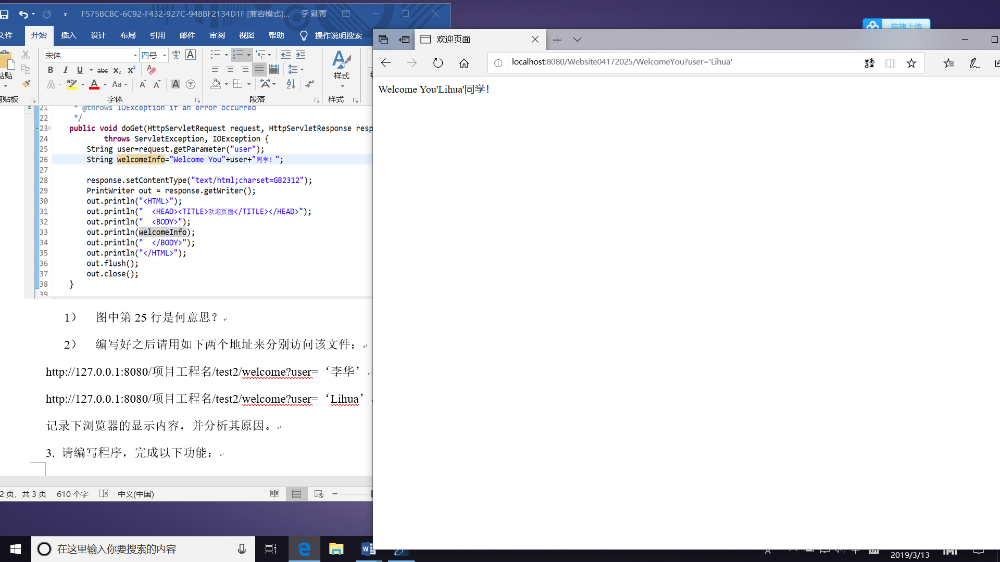 F575BCBC-6C92-F432-927C-94BBF2134D1F [兼容模式]... 李 颖菁
文件 开始 插入 设计 布局 引用 邮件 审阅 视图 帮助 操作说明搜索
宋体 四号 wén 文 A
B I U abc x₂ x² A
Aa A A A 字
粘贴
剪贴板 字体 段落 样式
样式
21 * @throws IOException if an error occurred
22 */
23 public void doGet(HttpServletRequest request, HttpServletResponse resp
24 throws ServletException, IOException {
25 String user=request.getParameter("user");
26 String welcomeInfo="Welcome You"+user+"同学! ";
27
28 response.setContentType("text/html;charset=GB2312");
29 PrintWriter out = response.getWriter();
30 out.println("<HTML>");
31 out.println("  <HEAD><TITLE>欢迎页面</TITLE></HEAD>");
32 out.println("  <BODY>");
33 out.println(welcomeInfo);
34 out.println("  </BODY>");
35 out.println("</HTML>");
36 out.flush();
37 out.close();
38 }
39
1） 图中第 25 行是何意思？
2） 编写好之后请用如下两个地址来分别访问该文件：
http://127.0.0.1:8080/项目工程名/test2/welcome?user=‘李华’
http://127.0.0.1:8080/项目工程名/test2/welcome?user=‘Lihua’
记录下浏览器的显示内容，并分析其原因。
3. 请编写程序，完成以下功能：
2 页，共 3 页 610 个字 中文(中国)
拖拽上传
欢迎页面
localhost:8080/Website04172025/WelcomeYou?user='Lihua'
Welcome You'Lihua'同学！
在这里输入你要搜索的内容
2019/3/13